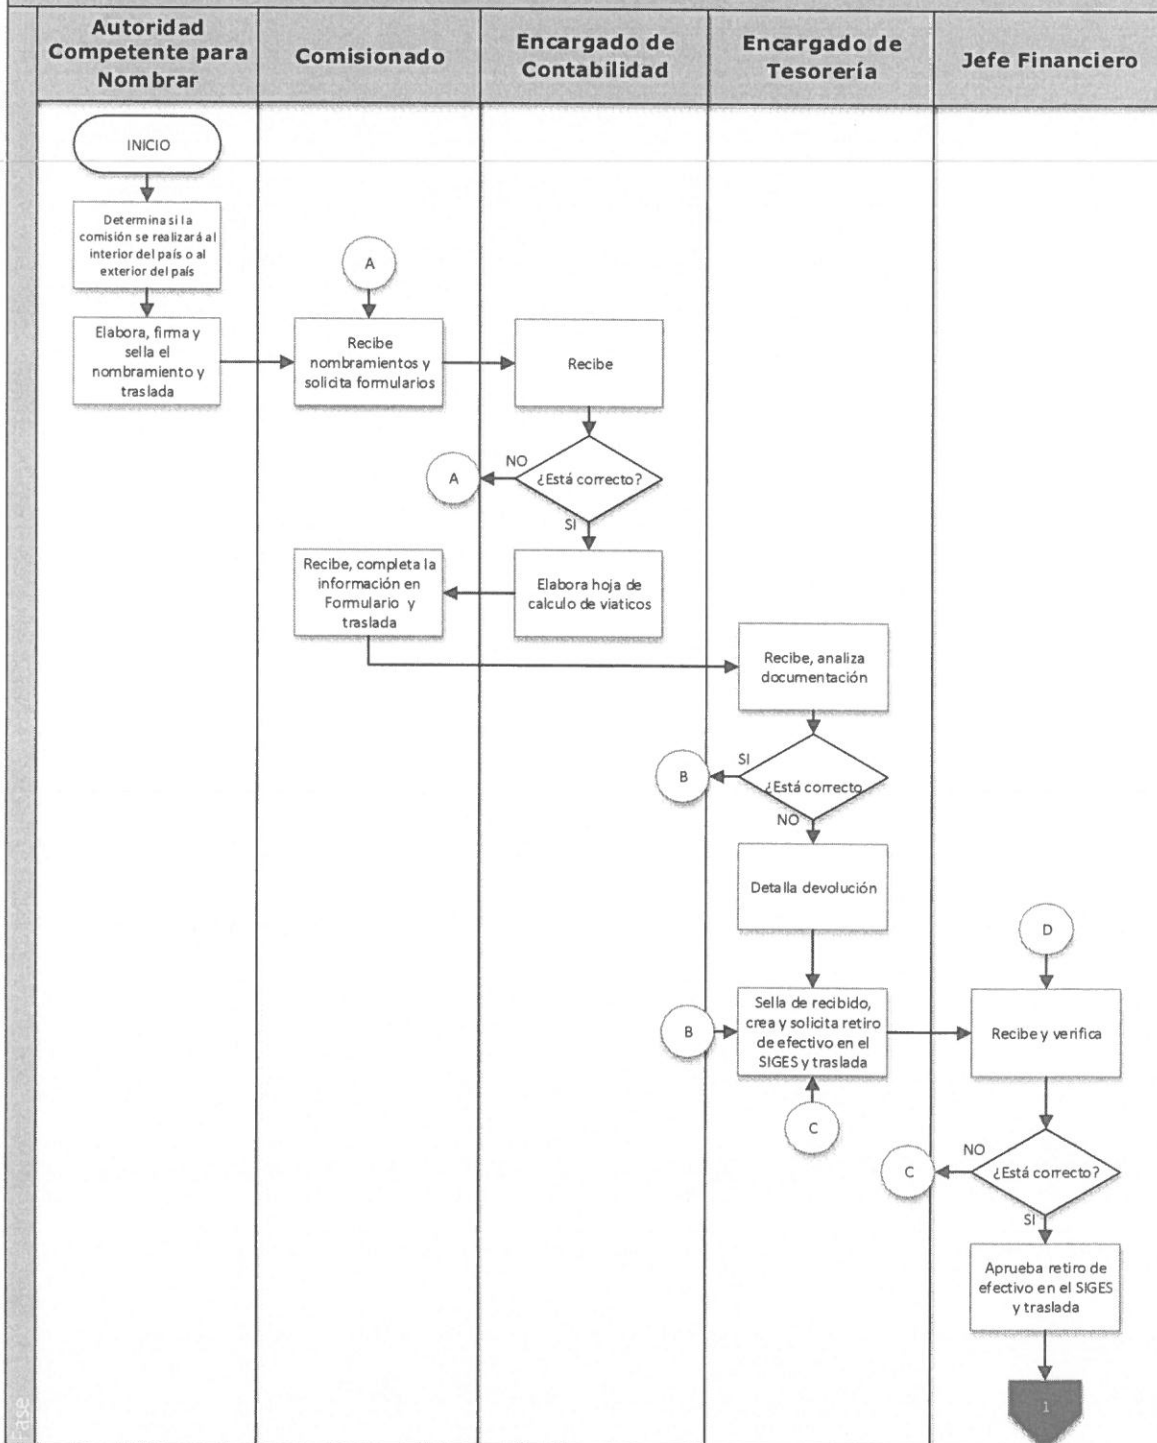 Autoridad
Competente para
Nombrar
Comisionado
Encargado de
Contabilidad
Encargado de
Tesorería
Jefe Financiero
INICIO
Determina si la
comisión se realizará al
interior del país o al
exterior del país
A
Elabora, firma y
sella el
nombramiento y
traslada
Recibe
nombramientos y
solicita formularios
Recibe
A
NO
¿Está correcto?
SI
Recibe, completa la
información en
Formulario y
traslada
Elabora hoja de
calculo de viaticos
Recibe, analiza
documentación
B
SI
¿Está correcto
NO
Detalla devolución
D
B
Sella de recibido,
crea y solicita retiro
de efectivo en el
SIGES y traslada
Recibe y verifica
C
C
NO
¿Está correcto?
SI
Aprueba retiro de
efectivo en el SIGES
y traslada
1
Fase